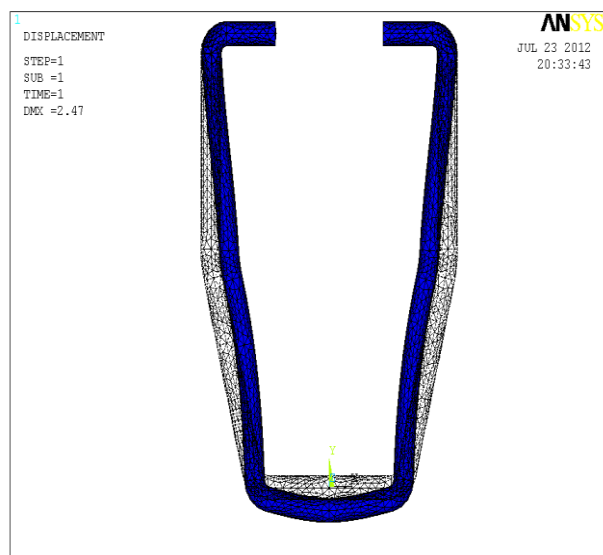 1
DISPLACEMENT
STEP=1
SUB =1
TIME=1
DMX =2.47
ANSYS
JUL 23 2012
20:33:43
Y
X